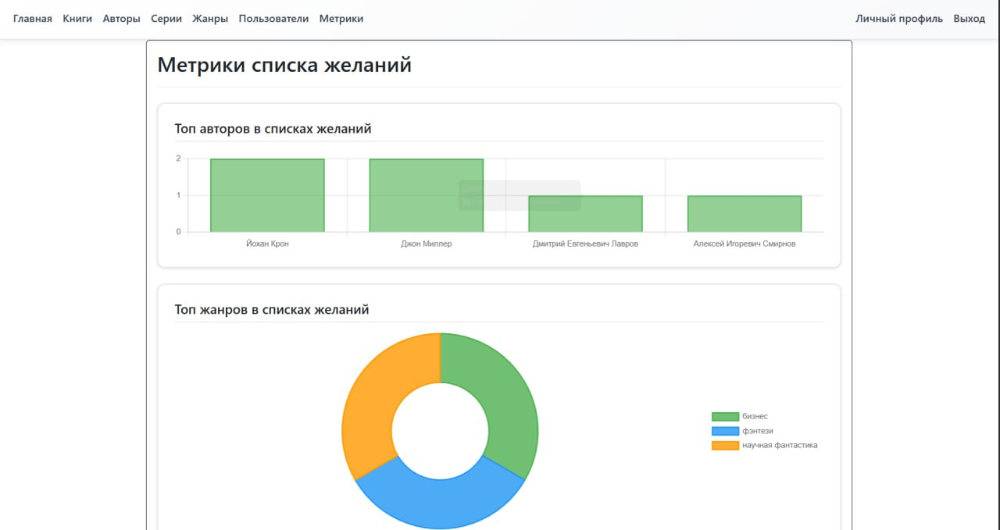 Главная Книги Авторы Серии Жанры Пользователи Метрики Личный профиль Выход
Метрики списка желаний
Топ авторов в списках желаний
2
1
0
Йохан Крон Джон Миллер Дмитрий Евгеньевич Лавров Алексей Игоревич Смирнов
Топ жанров в списках желаний
бизнес
фэнтези
научная фантастика